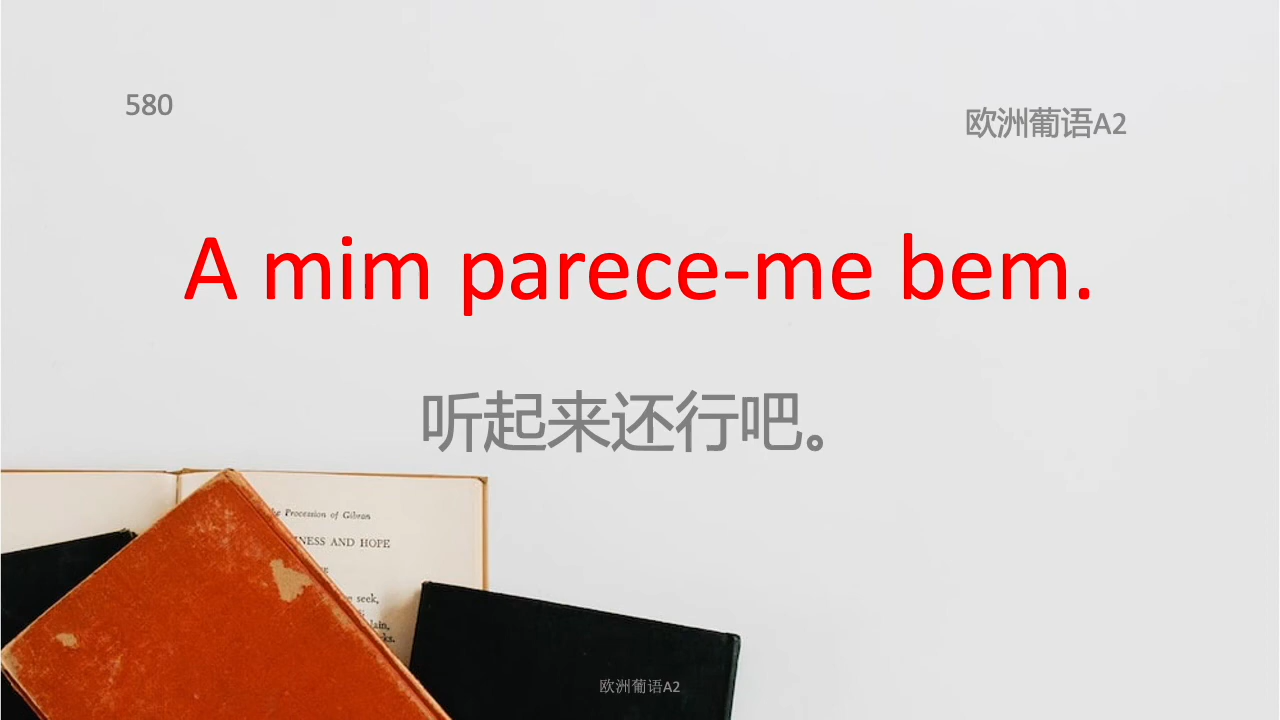 580
欧洲葡语A2
A mim parece-me bem.
听起来还行吧。
Procession of Gibran
NESS AND HOPE
seek,
欧洲葡语A2